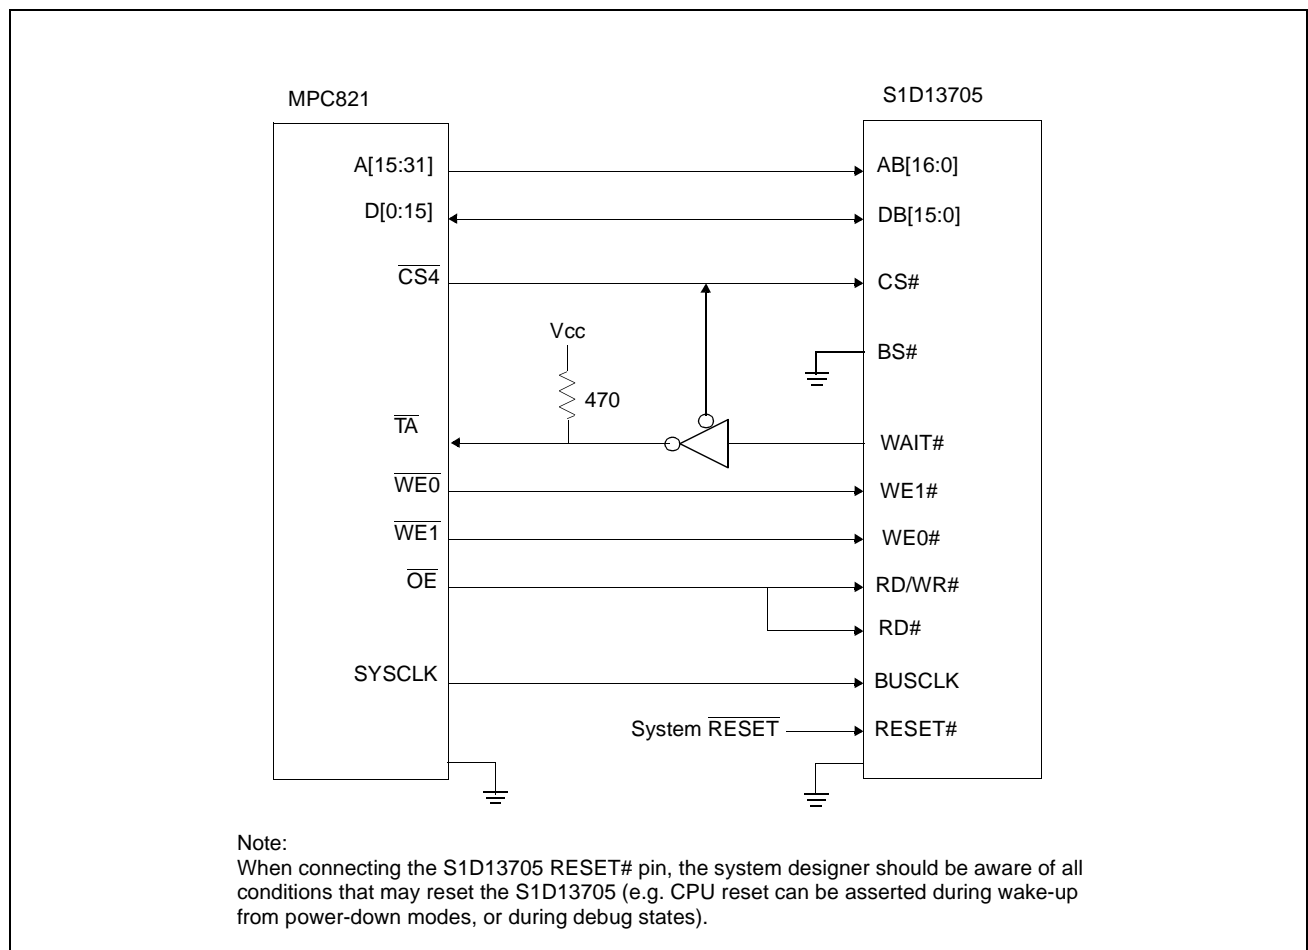 MPC821
S1D13705
A[15:31]
AB[16:0]
D[0:15]
DB[15:0]
CS4
CS#
Vcc
BS#
470
TA
WAIT#
WE0
WE1#
WE1
WE0#
OE
RD/WR#
RD#
SYSCLK
BUSCLK
System RESET
RESET#
Note:
When connecting the S1D13705 RESET# pin, the system designer should be aware of all
conditions that may reset the S1D13705 (e.g. CPU reset can be asserted during wake-up
from power-down modes, or during debug states).